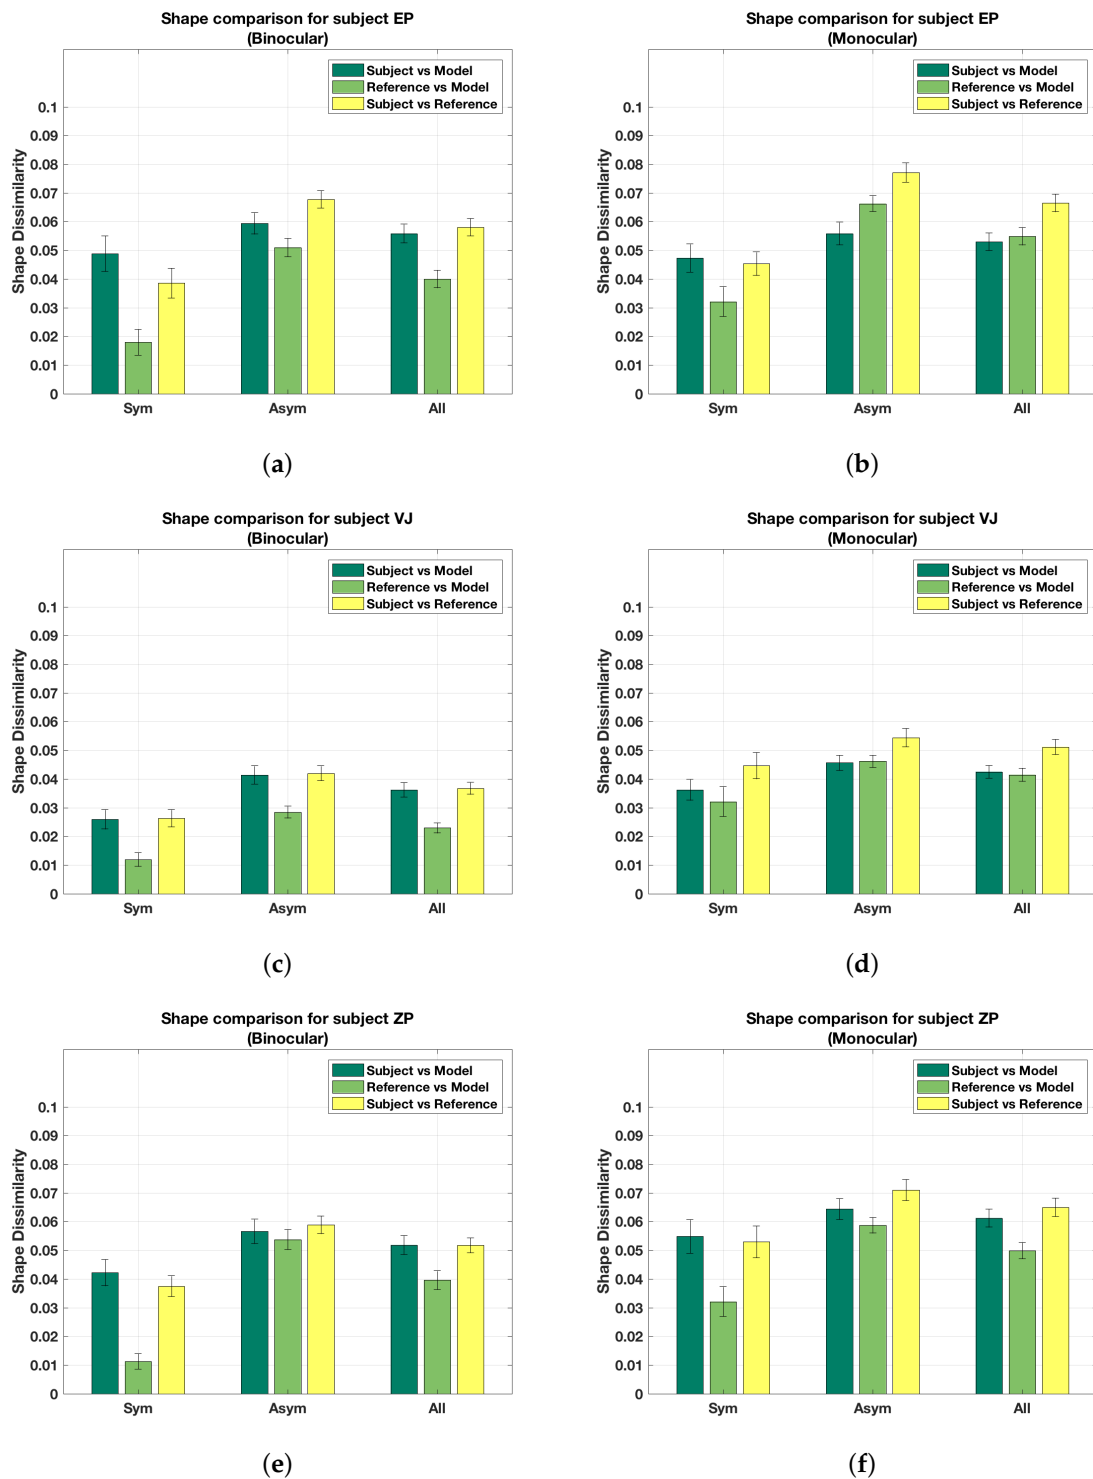 Shape comparison for subject EP
(Binocular)
Subject vs Model
Reference vs Model
Subject vs Reference
0.1
0.09
0.08
0.07
0.06
0.05
0.04
0.03
0.02
0.01
0
Shape Dissimilarity
Sym Asym All
(a)
Shape comparison for subject EP
(Monocular)
Subject vs Model
Reference vs Model
Subject vs Reference
0.1
0.09
0.08
0.07
0.06
0.05
0.04
0.03
0.02
0.01
0
Shape Dissimilarity
Sym Asym All
(b)
Shape comparison for subject VJ
(Binocular)
Subject vs Model
Reference vs Model
Subject vs Reference
0.1
0.09
0.08
0.07
0.06
0.05
0.04
0.03
0.02
0.01
0
Shape Dissimilarity
Sym Asym All
(c)
Shape comparison for subject VJ
(Monocular)
Subject vs Model
Reference vs Model
Subject vs Reference
0.1
0.09
0.08
0.07
0.06
0.05
0.04
0.03
0.02
0.01
0
Shape Dissimilarity
Sym Asym All
(d)
Shape comparison for subject ZP
(Binocular)
Subject vs Model
Reference vs Model
Subject vs Reference
0.1
0.09
0.08
0.07
0.06
0.05
0.04
0.03
0.02
0.01
0
Shape Dissimilarity
Sym Asym All
(e)
Shape comparison for subject ZP
(Monocular)
Subject vs Model
Reference vs Model
Subject vs Reference
0.1
0.09
0.08
0.07
0.06
0.05
0.04
0.03
0.02
0.01
0
Shape Dissimilarity
Sym Asym All
(f)